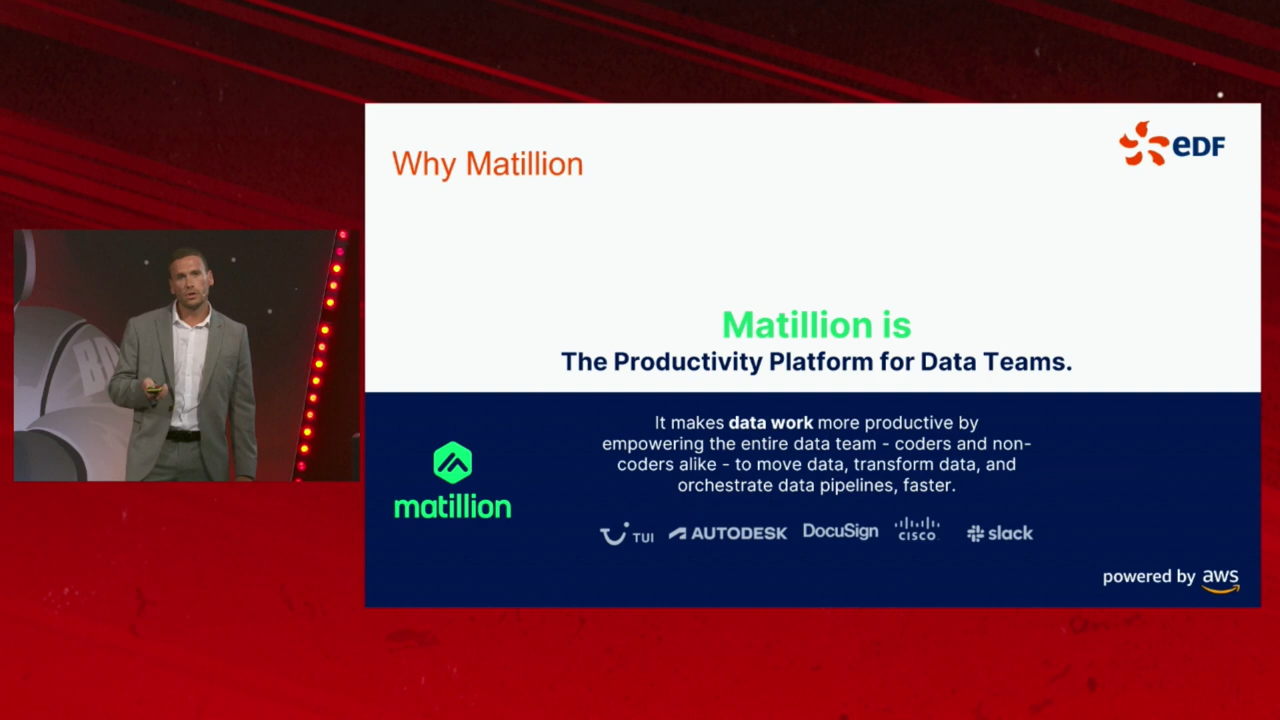 Why Matillion
eDF
Matillion is
The Productivity Platform for Data Teams.
It makes data work more productive by
empowering the entire data team - coders and non-
coders alike - to move data, transform data, and
orchestrate data pipelines, faster.
matillion
TUI AUTODESK DocuSign CISCO slack
powered by aws